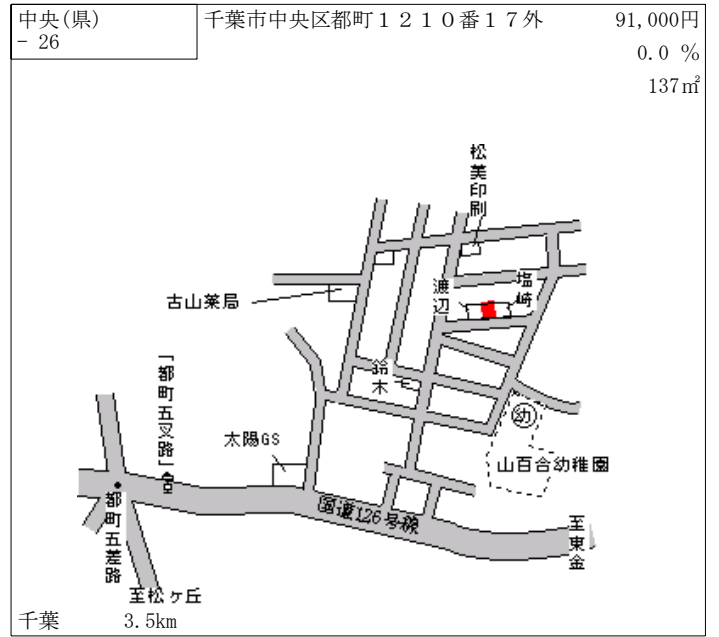 中央(県)
- 26
千葉市中央区都町１２１０番１７外
91,000円
0.0 %
137㎡
松美印刷
塩崎
渡辺
古山薬局
鈴木
「都町五叉路」
幼
太陽GS
山百合幼稚園
国道126号線
都町五差路
至東金
至松ヶ丘
千葉 3.5km